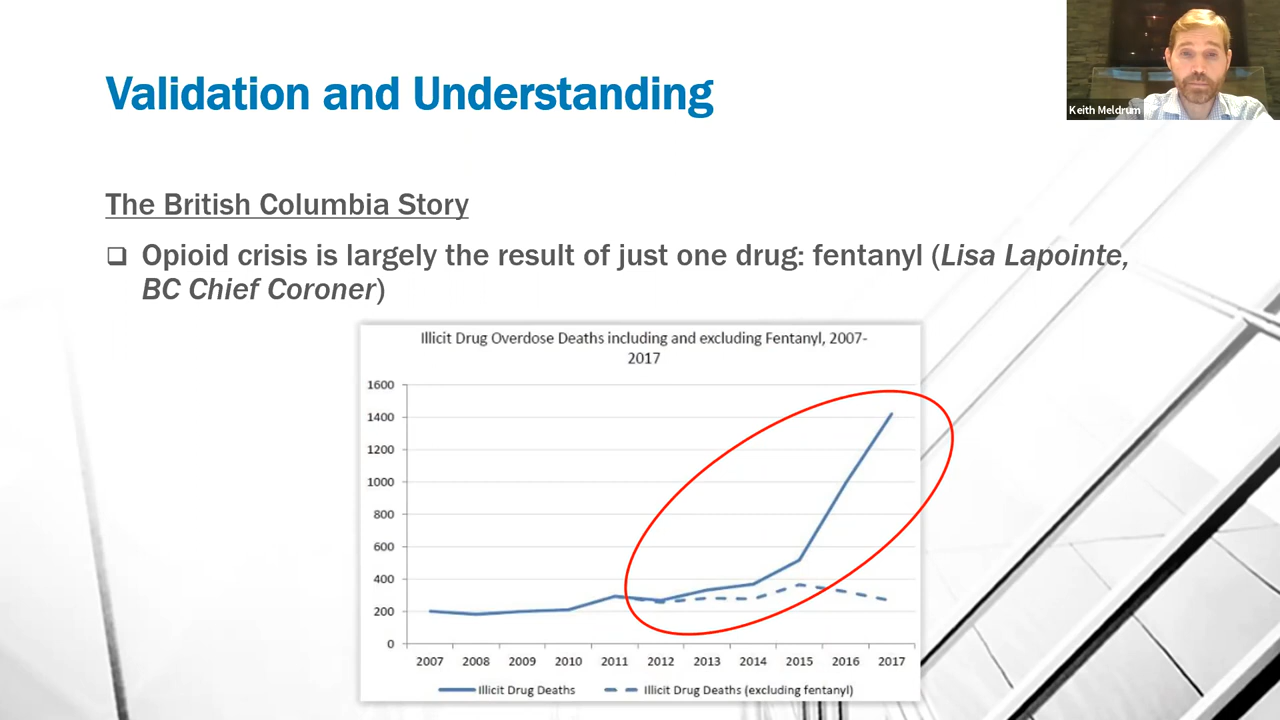 Validation and Understanding
Keith Meldrum
The British Columbia Story
❑ Opioid crisis is largely the result of just one drug: fentanyl (Lisa Lapointe,
BC Chief Coroner)
Illicit Drug Overdose Deaths including and excluding Fentanyl, 2007-
2017
1600
1400
1200
1000
800
600
400
200
0
2007 2008 2009 2010 2011 2012 2013 2014 2015 2016 2017
Illicit Drug Deaths Illicit Drug Deaths (excluding fentanyl)